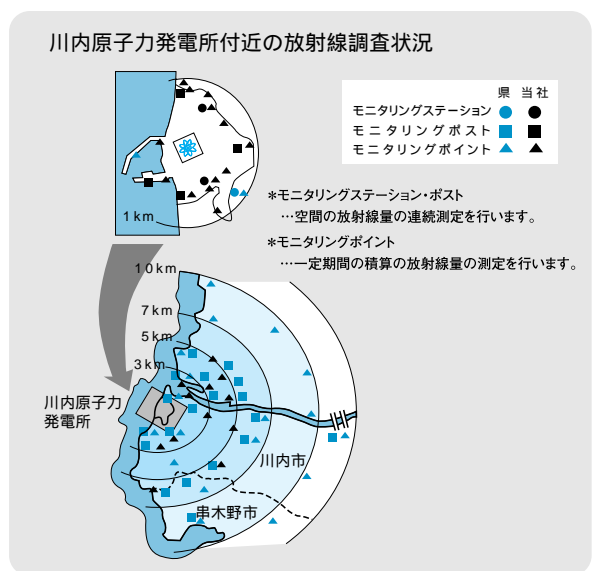 川内原子力発電所付近の放射線調査状況
県 当社
モニタリングステーション
モニタリングポスト
モニタリングポイント
1km
＊モニタリングステーション・ポスト
…空間の放射線量の連続測定を行います。
＊モニタリングポイント
…一定期間の積算の放射線量の測定を行います。
10km
7km
5km
3km
川内原子力
発電所
川内市
串木野市